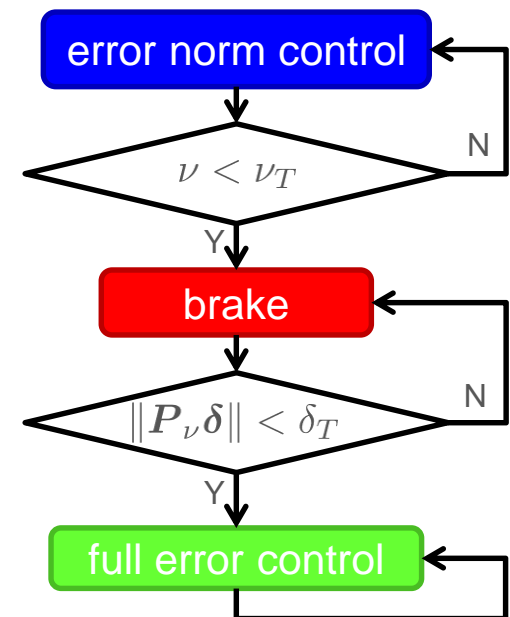 error norm control
N
ν < ν_T
Y
brake
N
‖P_ν δ‖ < δ_T
Y
full error control